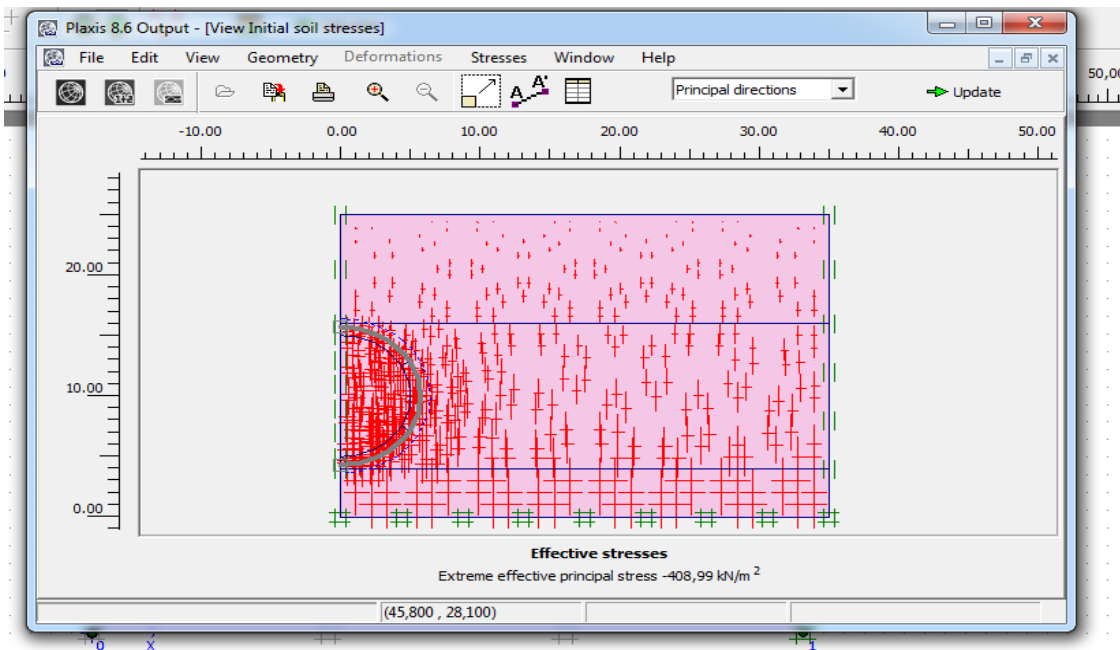 Plaxis 8.6 Output - [View Initial soil stresses]
File Edit View Geometry Deformations Stresses Window Help
Principal directions
Update
50,00
-10.00 0.00 10.00 20.00 30.00 40.00 50.00
20.00
10.00
0.00
Effective stresses
Extreme effective principal stress -408,99 kN/m 2
(45,800 , 28,100)
0 x 1